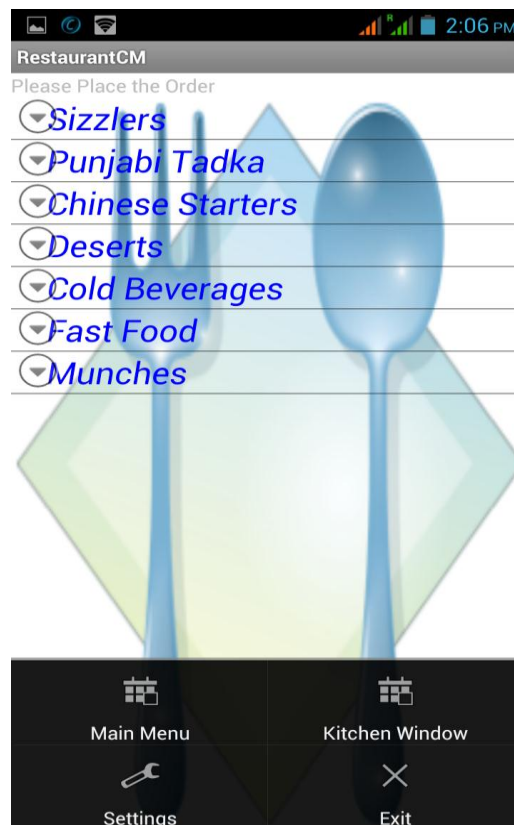 2:06 PM
RestaurantCM
Please Place the Order
Sizzlers
Punjabi Tadka
Chinese Starters
Deserts
Cold Beverages
Fast Food
Munches
Main Menu
Kitchen Window
Settings
Exit